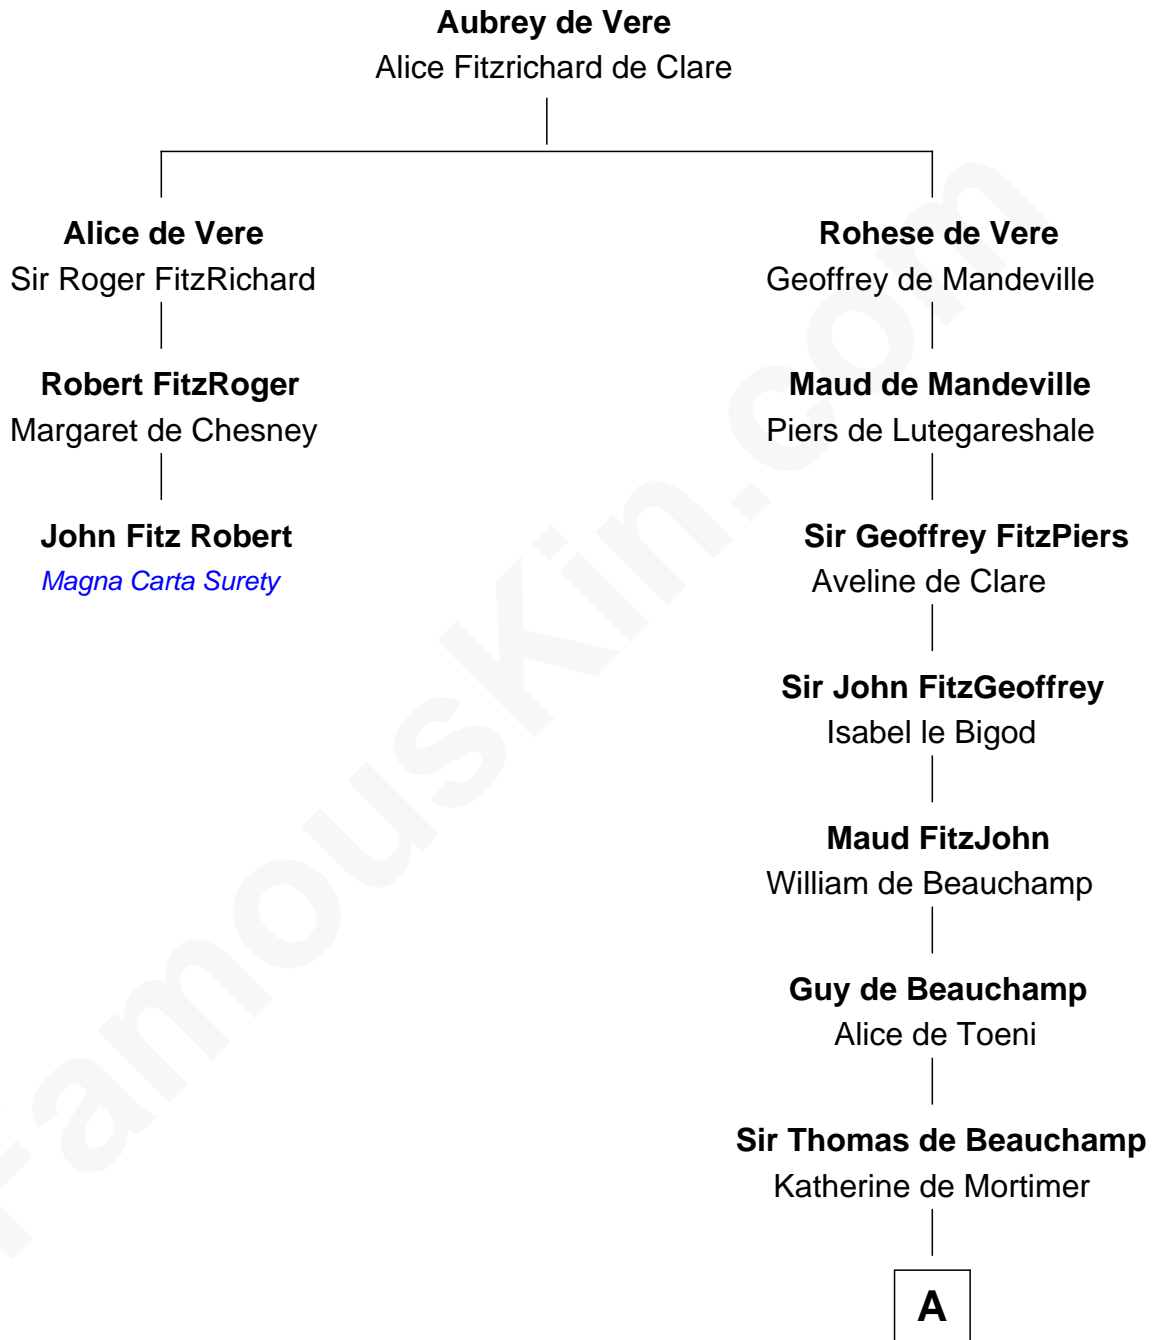 Aubrey de Vere
Alice Fitzrichard de Clare
Alice de Vere
Sir Roger FitzRichard
Rohese de Vere
Geoffrey de Mandeville
Robert FitzRoger
Margaret de Chesney
Maud de Mandeville
Piers de Lutegareshale
John Fitz Robert
Magna Carta Surety
Sir Geoffrey FitzPiers
Aveline de Clare
Sir John FitzGeoffrey
Isabel le Bigod
Maud FitzJohn
William de Beauchamp
Guy de Beauchamp
Alice de Toeni
Sir Thomas de Beauchamp
Katherine de Mortimer
A
FamousKin.com